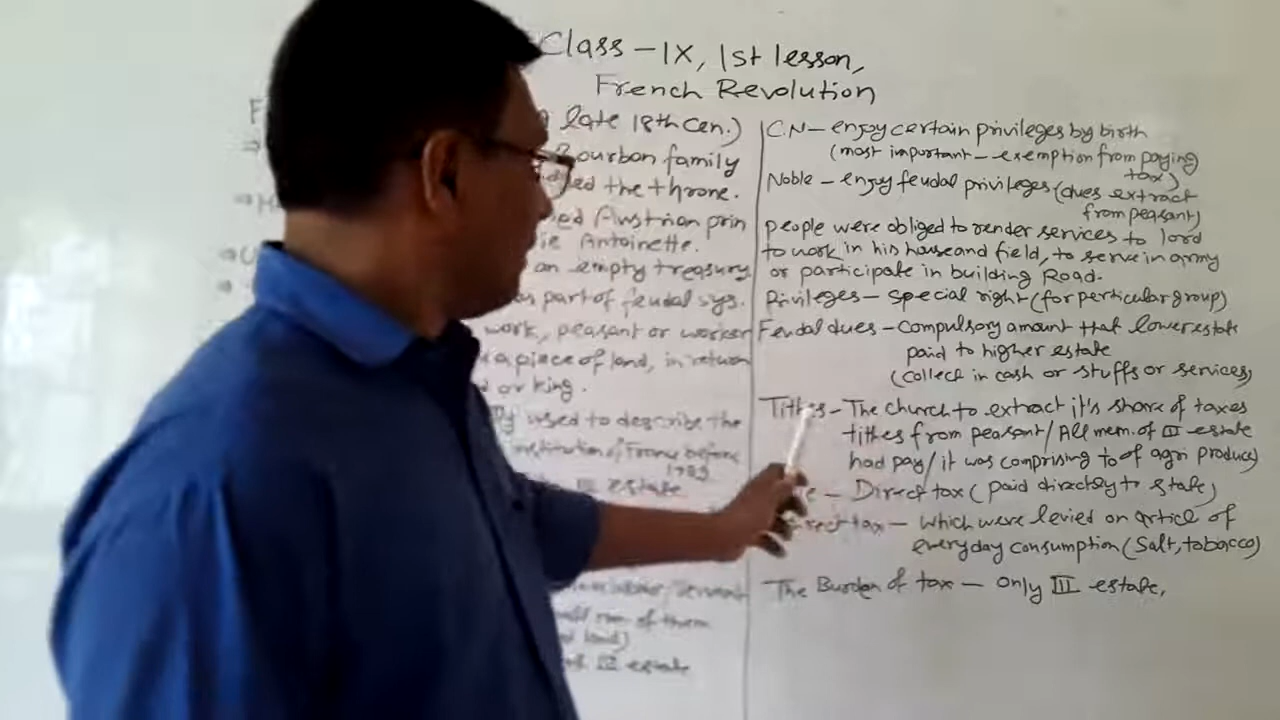 Class - IX, 1st lesson,
French Revolution
late 18th Cen.)
Bourbon family
the throne.
Austrian prin
Antoinette.
an empty treasury
part of feudal sys.
work, peasant or worker
a piece of land, in return
or king.
used to describe the
institution of France before
1789
III estate
servant
of them
land)
III estate
C.N - enjoy certain privileges by birth
(most important - exemption from paying
tax)
Noble - enjoy feudal privileges (dues extract
from peasant)
people were obliged to render services to lord
to work in his house and field, to serve in army
or participate in building Road.
Privileges - special right (for perticular group)
Feudal dues - Compulsory amount that lower estate
paid to higher estate
(collect in cash or stuffs or services)
Tithes - The church to extract it's share of taxes
tithes from peasant / All mem. of III estate
had pay / it was comprising of agri produce)
- Direct tax (paid directly to state)
tax - which were levied on articl of
everyday consumption (Salt, tobacco)
The Burden of tax - only III estate,